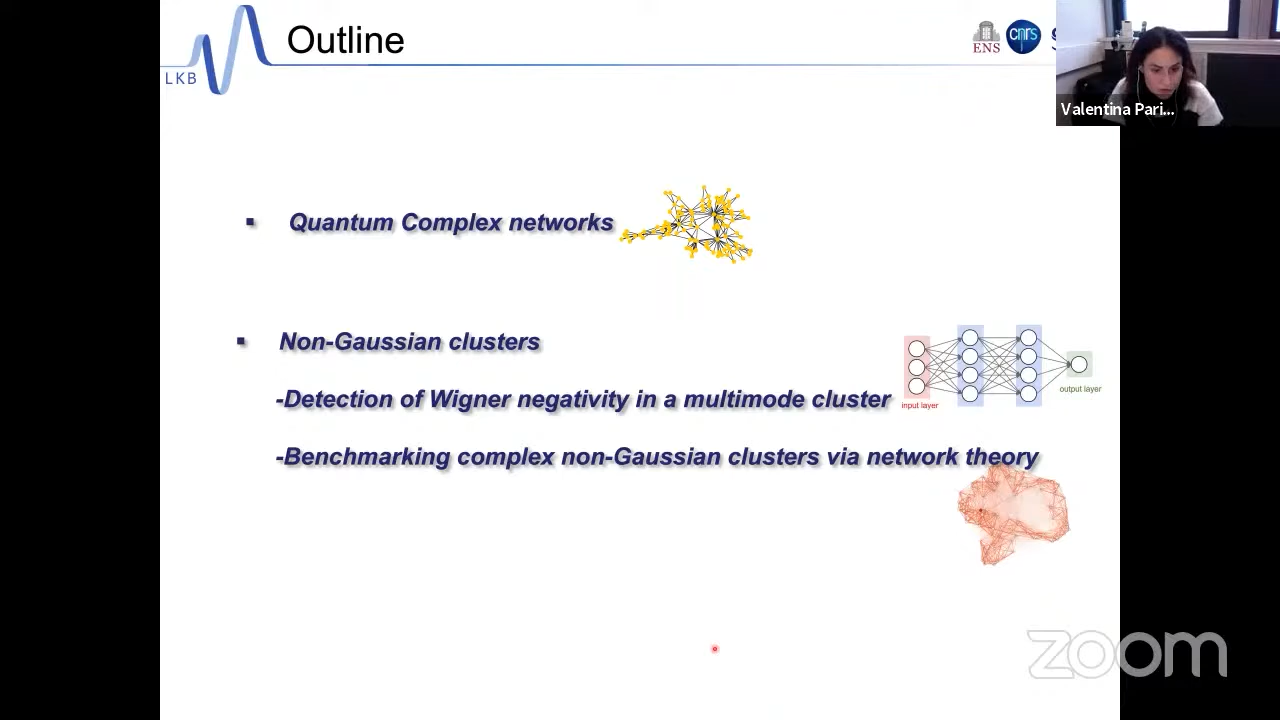 Outline
LKB
ENS
cnrs
Valentina Pari...
▪ Quantum Complex networks
▪ Non-Gaussian clusters
-Detection of Wigner negativity in a multimode cluster
input layer
output layer
-Benchmarking complex non-Gaussian clusters via network theory
zoom